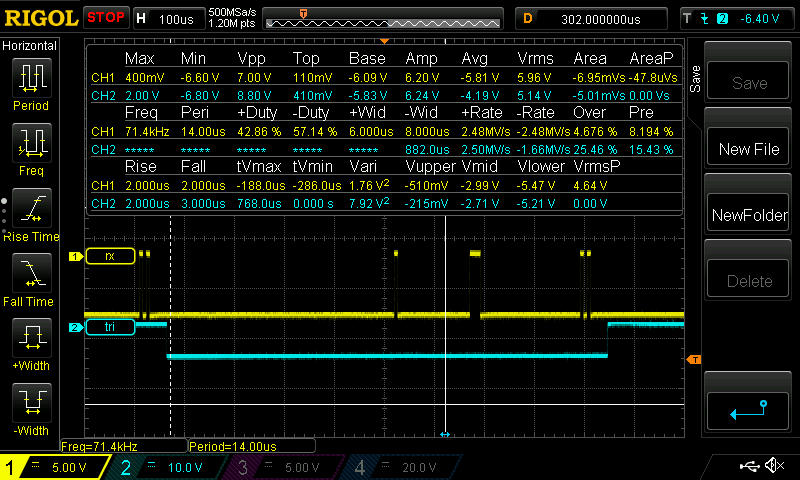 RIGOL STOP H 100us 500MSa/s 1.20M pts T D 302.000000us T 2 -6.40 V
Horizontal
Period
Freq
Rise Time
Fall Time
+Width
-Width
Max Min Vpp Top Base Amp Avg Vrms Area AreaP
CH1 400mV -6.60 V 7.00 V 110mV -6.09 V 6.20 V -5.81 V 5.96 V -6.95mVs -47.8uVs
CH2 2.00 V -6.80 V 8.80 V 410mV -5.83 V 6.24 V -4.19 V 5.14 V -5.01mVs 0.00 Vs
Freq Peri +Duty -Duty +Wid -Wid +Rate -Rate Over Pre
CH1 71.4kHz 14.00us 42.86 % 57.14 % 6.000us 8.000us 2.48MV/s -2.48MV/s 4.676 % 8.194 %
CH2 ***** ***** ***** ***** ***** 882.0us 2.50MV/s -1.66MV/s 25.46 % 15.43 %
Rise Fall tVmax tVmin Vari Vupper Vmid Vlower VrmsP
CH1 2.000us 2.000us -188.0us -286.0us 1.76 V² -510mV -2.99 V -5.47 V 4.64 V
CH2 2.000us 3.000us 768.0us 0.000 s 7.92 V² -215mV -2.71 V -5.21 V 0.00 V
1 rx
2 tri
T
Freq=71.4kHz Period=14.00us
1 = 5.00 V 2 = 10.0 V 3 = 5.00 V 4 = 20.0 V
Save
Save
New File
NewFolder
Delete